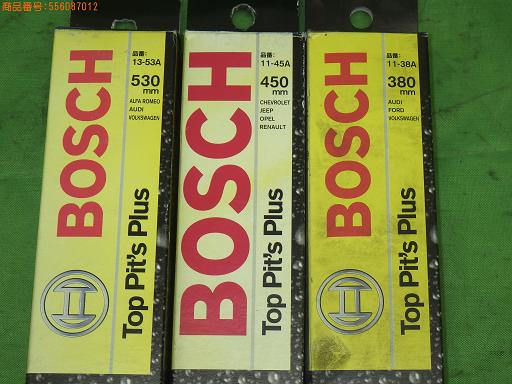 商品番号：556087012
品番:
13-53A
530
mm
ALFA ROMEO
AUDI
VOLKSWAGEN
BOSCH
Top Pit's Plus
品番:
11-45A
450
mm
CHEVROLET
JEEP
OPEL
RENAULT
BOSCH
Top Pit's Plus
品番:
11-38A
380
mm
AUDI
FORD
VOLKSWAGEN
BOSCH
Top Pit's Plus